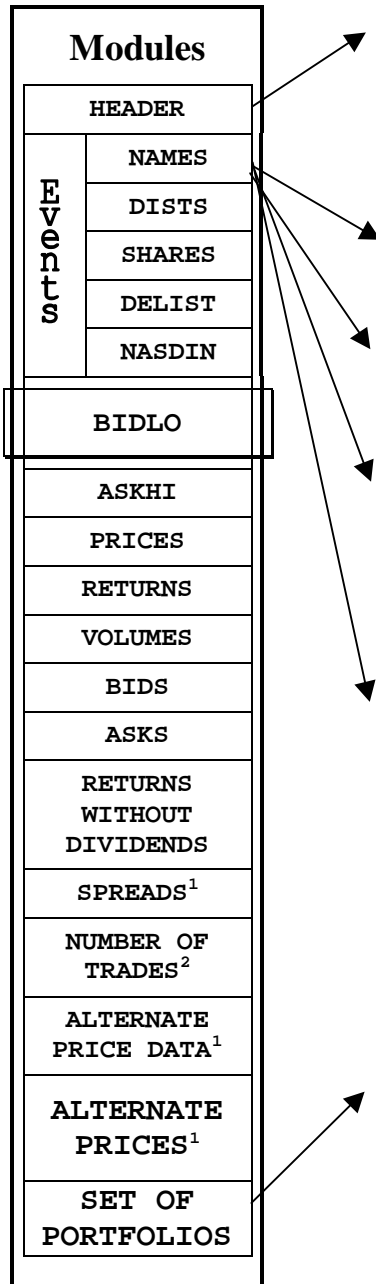 Modules
HEADER
Events
NAMES
DISTS
SHARES
DELIST
NASDIN
BIDLO
ASKHI
PRICES
RETURNS
VOLUMES
BIDS
ASKS
RETURNS
WITHOUT
DIVIDENDS
SPREADS¹
NUMBER OF
TRADES²
ALTERNATE
PRICE DATA¹
ALTERNATE
PRICES¹
SET OF
PORTFOLIOS